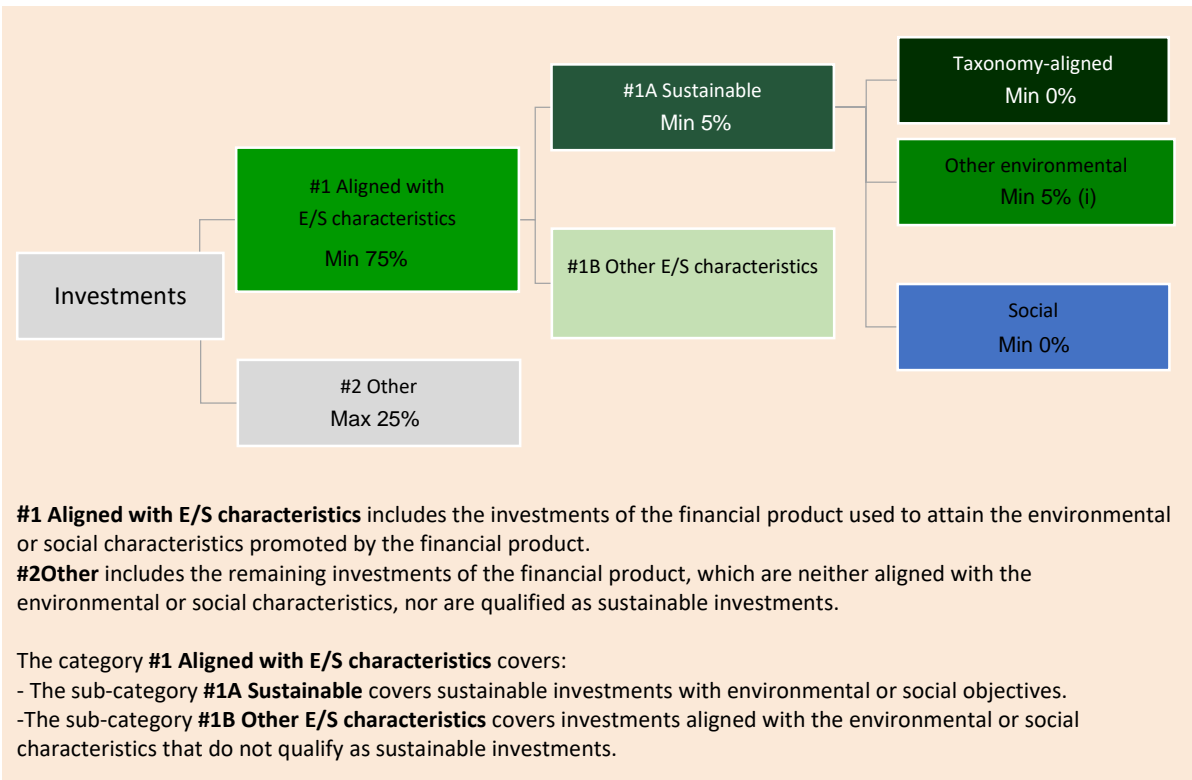 Investments
#1 Aligned with
E/S characteristics
Min 75%
#2 Other
Max 25%
#1A Sustainable
Min 5%
#1B Other E/S characteristics
Taxonomy-aligned
Min 0%
Other environmental
Min 5% (i)
Social
Min 0%
#1 Aligned with E/S characteristics includes the investments of the financial product used to attain the environmental
or social characteristics promoted by the financial product.
#2Other includes the remaining investments of the financial product, which are neither aligned with the
environmental or social characteristics, nor are qualified as sustainable investments.
The category #1 Aligned with E/S characteristics covers:
- The sub-category #1A Sustainable covers sustainable investments with environmental or social objectives.
-The sub-category #1B Other E/S characteristics covers investments aligned with the environmental or social
characteristics that do not qualify as sustainable investments.